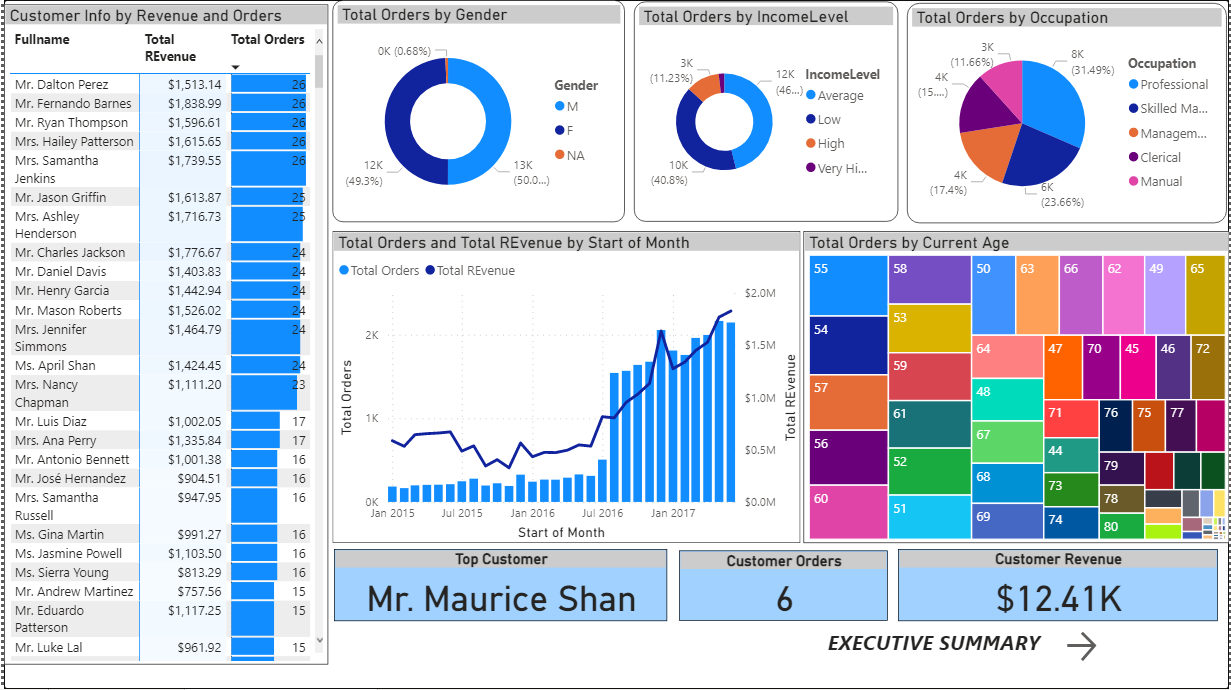 Customer Info by Revenue and Orders
Fullname Total Total Orders
REvenue
Mr. Dalton Perez $1,513.14 26
Mr. Fernando Barnes $1,838.99 26
Mr. Ryan Thompson $1,596.61 26
Mrs. Hailey Patterson $1,615.65 26
Mrs. Samantha $1,739.55 26
Jenkins
Mr. Jason Griffin $1,613.87 25
Mrs. Ashley $1,716.73 25
Henderson
Mr. Charles Jackson $1,776.67 24
Mr. Daniel Davis $1,403.83 24
Mr. Henry Garcia $1,442.94 24
Mr. Mason Roberts $1,526.02 24
Mrs. Jennifer $1,464.79 24
Simmons
Ms. April Shan $1,424.45 24
Mrs. Nancy $1,111.20 23
Chapman
Mr. Luis Diaz $1,002.05 17
Mrs. Ana Perry $1,335.84 17
Mr. Antonio Bennett $1,001.38 16
Mr. José Hernandez $904.51 16
Mrs. Samantha $947.95 16
Russell
Ms. Gina Martin $991.27 16
Ms. Jasmine Powell $1,103.50 16
Ms. Sierra Young $813.29 16
Mr. Andrew Martinez $757.56 15
Mr. Eduardo $1,117.25 15
Patterson
Mr. Luke Lal $961.92 15
Total Orders by Gender
0K (0.68%)
12K
(49.3%)
13K
(50.0...)
Gender
M
F
NA
Total Orders by IncomeLevel
3K
(11.23%)
12K
(46...)
10K
(40.8%)
IncomeLevel
Average
Low
High
Very Hi...
Total Orders by Occupation
3K
(11.66%)
8K
(31.49%)
4K
(15....)
4K
(17.4%)
6K
(23.66%)
Occupation
Professional
Skilled Ma...
Managem...
Clerical
Manual
Total Orders and Total REvenue by Start of Month
Total Orders Total REvenue
Total Orders
2K
1K
0K
$2.0M
$1.5M
$1.0M
$0.5M
$0.0M
Total REvenue
Jan 2015 Jul 2015 Jan 2016 Jul 2016 Jan 2017
Start of Month
Total Orders by Current Age
55 58 50 63 66 62 49 65
54 53
57 59 64 47 70 45 46 72
56 61 48 71 76 75 77
60 52 67 44 79
51 68 73 78
69 74 80
Top Customer
Mr. Maurice Shan
Customer Orders
6
Customer Revenue
$12.41K
EXECUTIVE SUMMARY